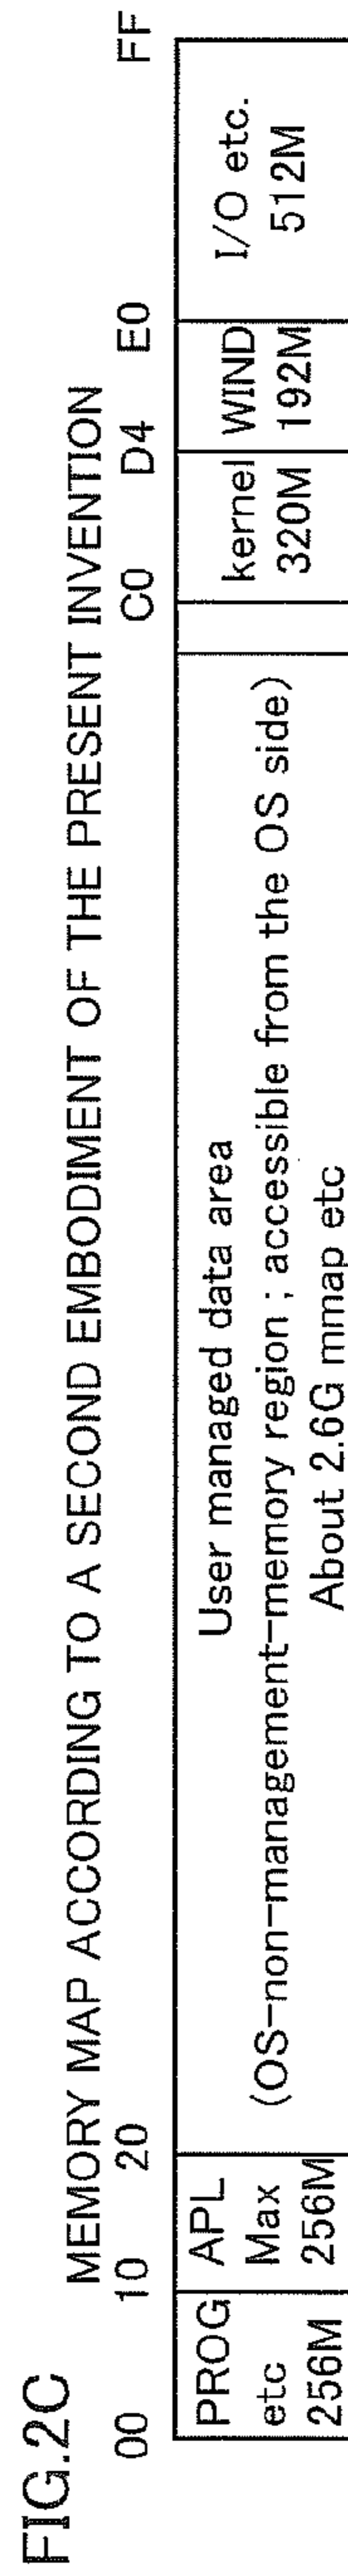 FIG.2C
MEMORY MAP ACCORDING TO A SECOND EMBODIMENT OF THE PRESENT INVENTION
00 10 20 C0 D4 E0 FF
PROG
etc
256M
APL
Max
256M
User managed data area
(OS-non-management-memory region ; accessible from the OS side)
About 2.6G mmap etc
kernel
320M
WIND
192M
I/O etc.
512M